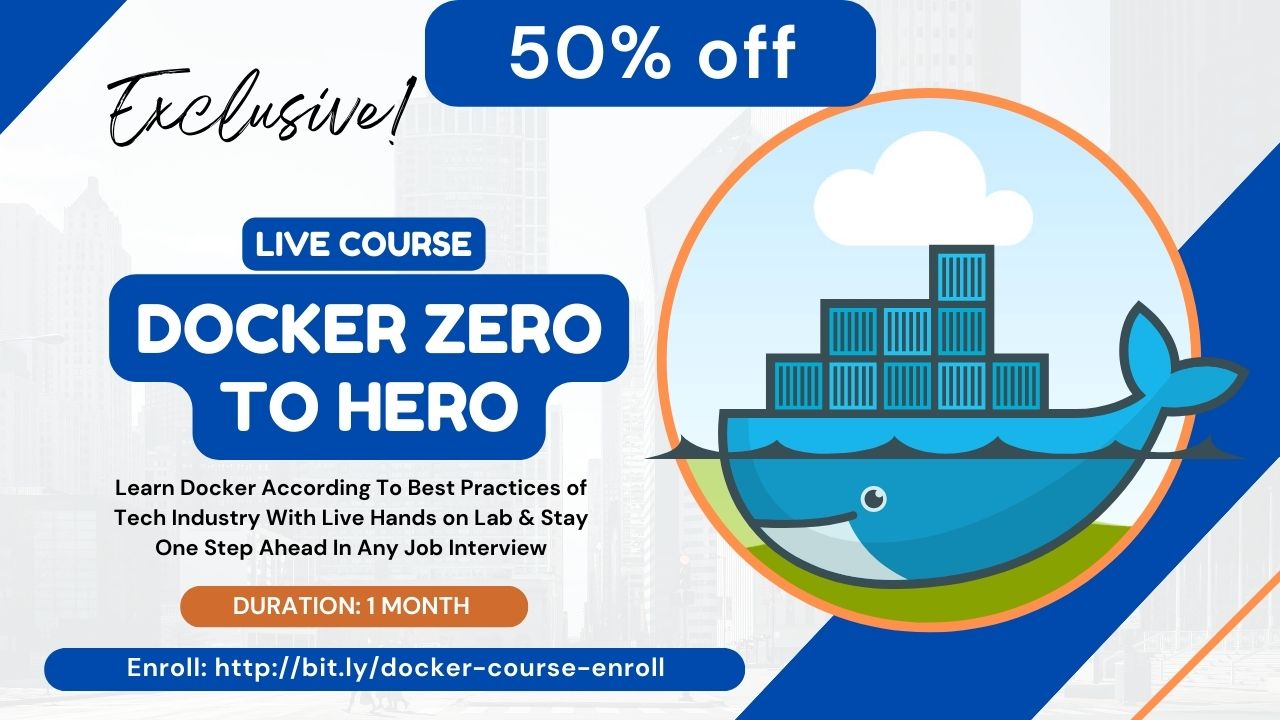 50% off
Exclusive!
LIVE COURSE
DOCKER ZERO
TO HERO
Learn Docker According To Best Practices of
Tech Industry With Live Hands on Lab & Stay
One Step Ahead In Any Job Interview
DURATION: 1 MONTH
Enroll: http://bit.ly/docker-course-enroll